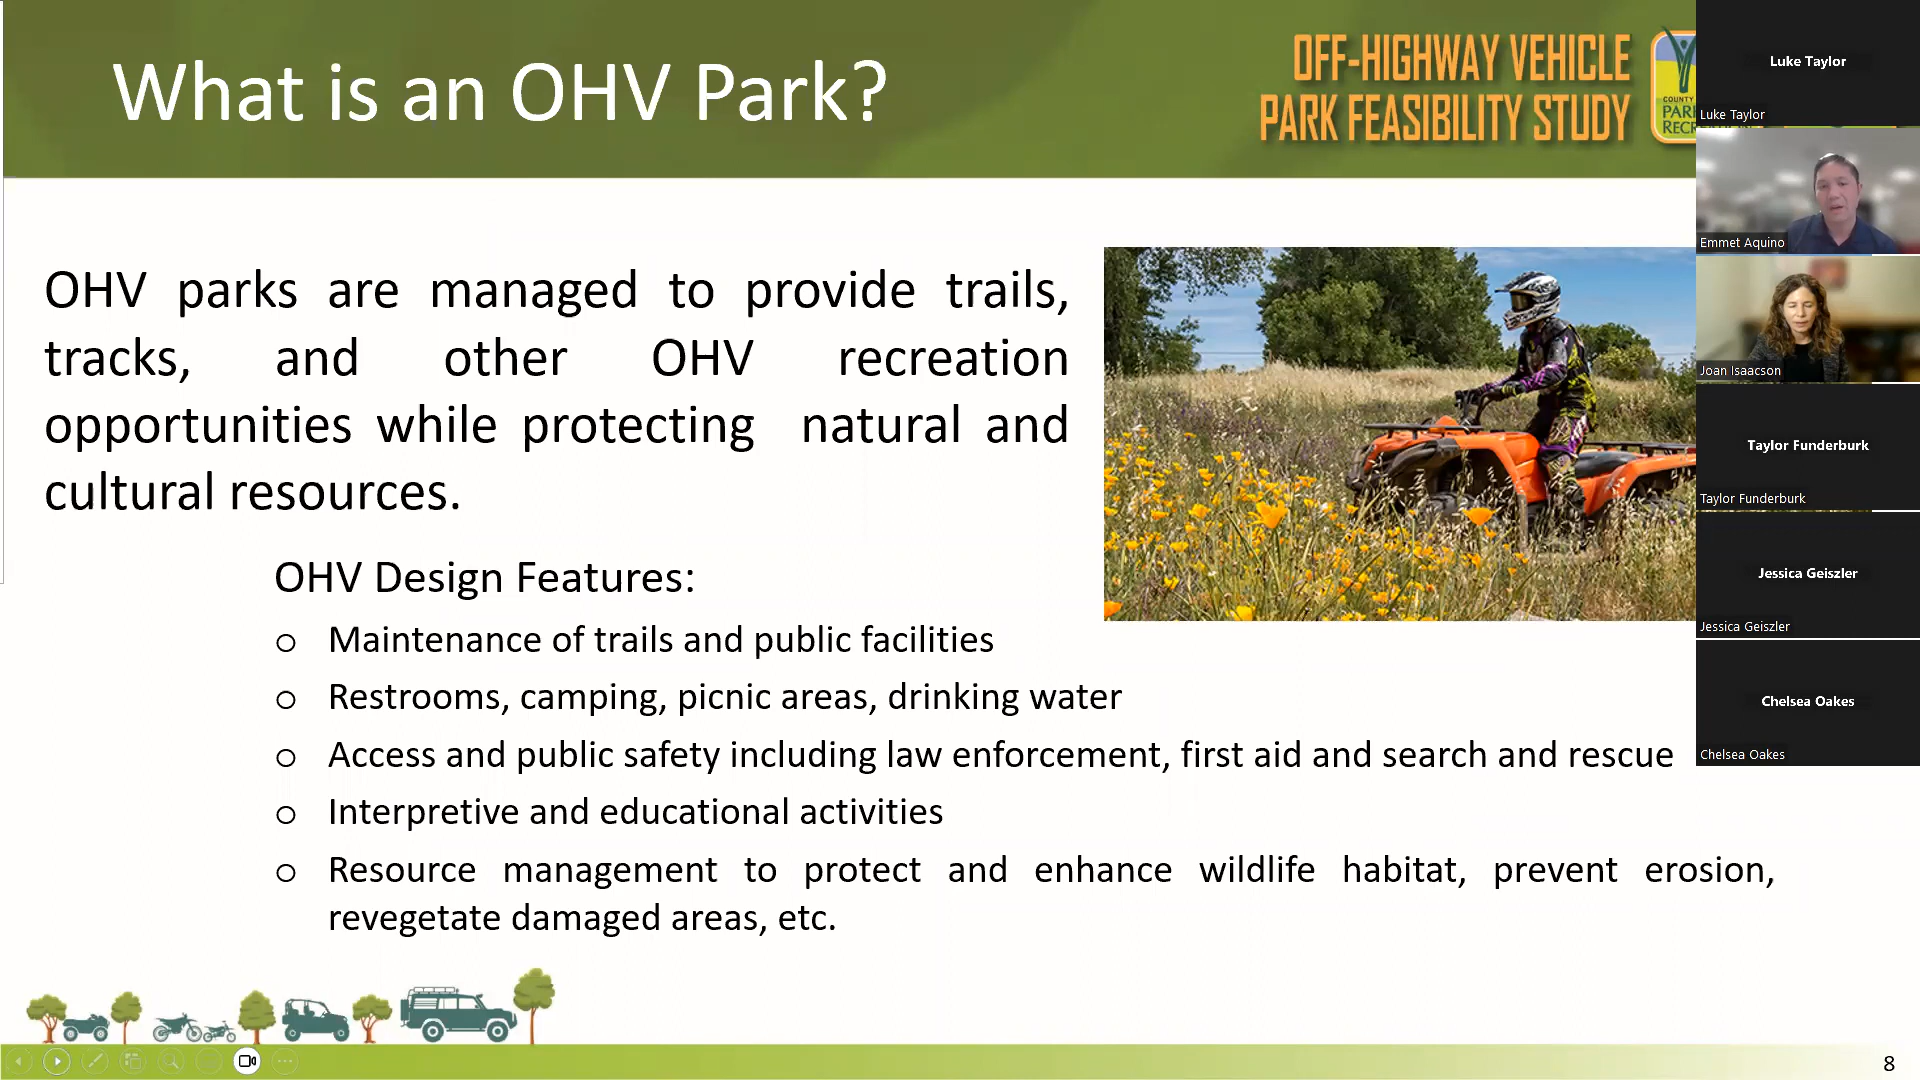 What is an OHV Park?
OFF-HIGHWAY VEHICLE
PARK FEASIBILITY STUDY
COUNTY
PAR
REC
OHV parks are managed to provide trails,
tracks, and other OHV recreation
opportunities while protecting natural and
cultural resources.
OHV Design Features:
o Maintenance of trails and public facilities
o Restrooms, camping, picnic areas, drinking water
o Access and public safety including law enforcement, first aid and search and rescue
o Interpretive and educational activities
o Resource management to protect and enhance wildlife habitat, prevent erosion,
revegetate damaged areas, etc.
8
Luke Taylor
Luke Taylor
Emmet Aquino
Joan Isaacson
Taylor Funderburk
Taylor Funderburk
Jessica Geiszler
Jessica Geiszler
Chelsea Oakes
Chelsea Oakes